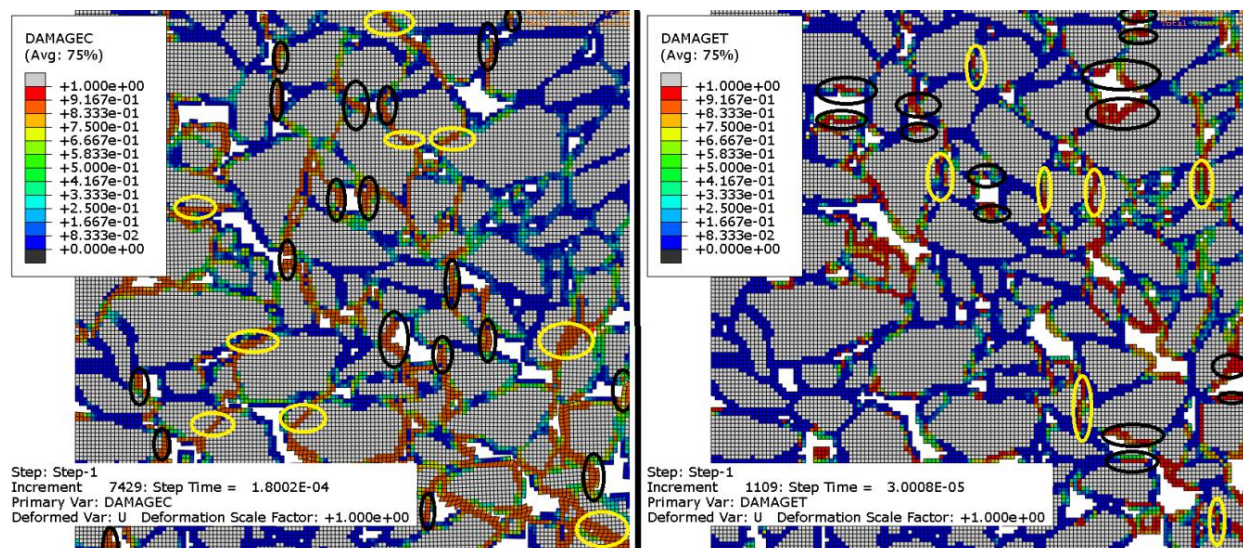 DAMAGEC
(Avg: 75%)
+1.000e+00
+9.167e-01
+8.333e-01
+7.500e-01
+6.667e-01
+5.833e-01
+5.000e-01
+4.167e-01
+3.333e-01
+2.500e-01
+1.667e-01
+8.333e-02
+0.000e+00
Step: Step-1
Increment 7429: Step Time = 1.8002E-04
Primary Var: DAMAGEC
Deformed Var: U Deformation Scale Factor: +1.000e+00
DAMAGET
(Avg: 75%)
+1.000e+00
+9.167e-01
+8.333e-01
+7.500e-01
+6.667e-01
+5.833e-01
+5.000e-01
+4.167e-01
+3.333e-01
+2.500e-01
+1.667e-01
+8.333e-02
+0.000e+00
Total Time
Step: Step-1
Increment 1109: Step Time = 3.0008E-05
Primary Var: DAMAGET
Deformed Var: U Deformation Scale Factor: +1.000e+00